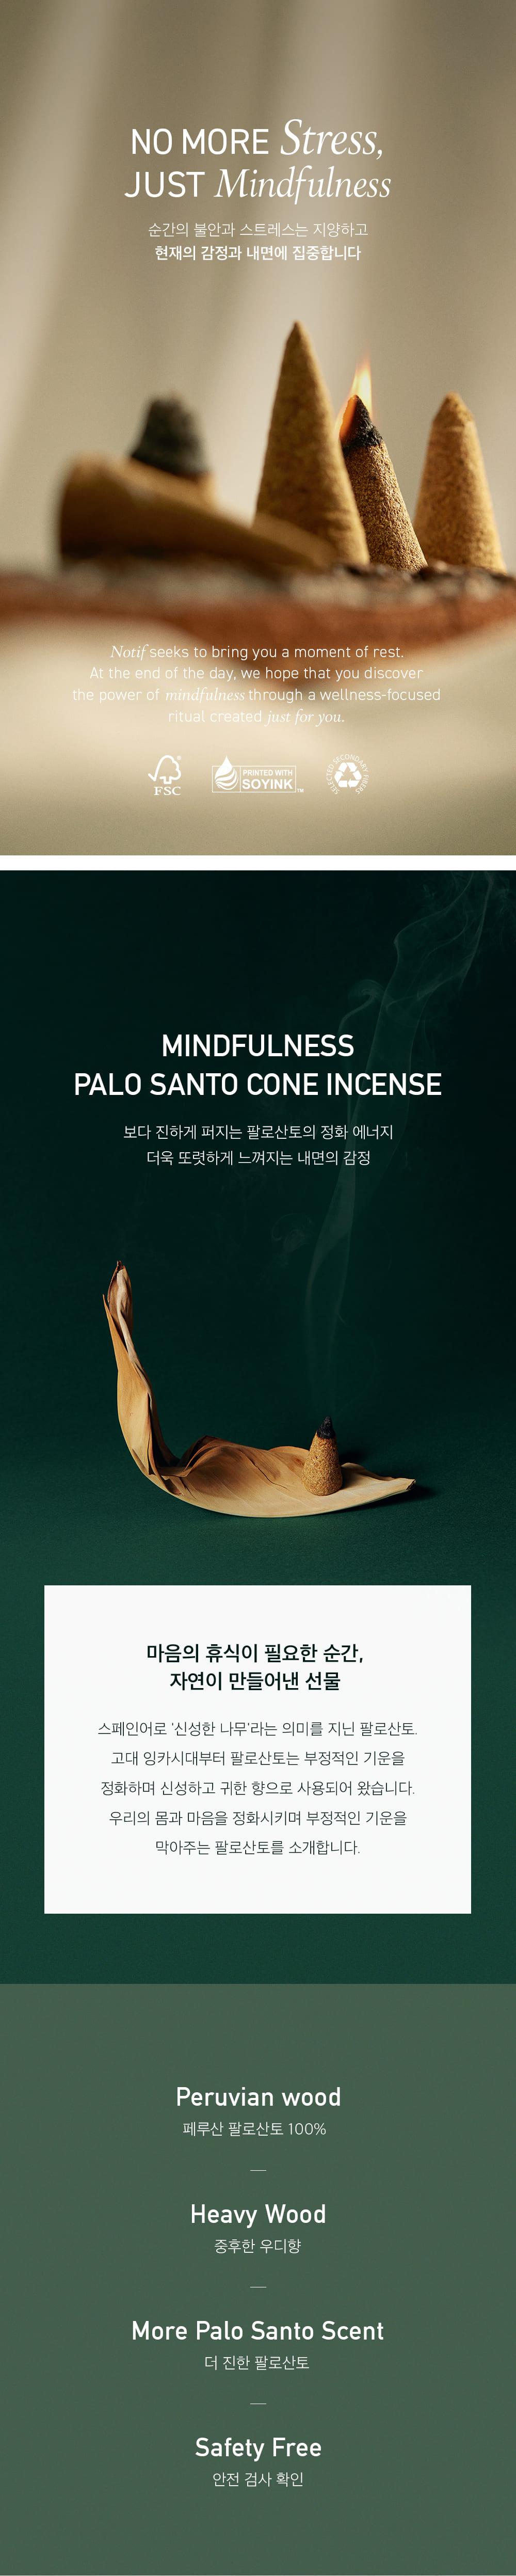 NO MORE Stress,
JUST Mindfulness
순간의 불안과 스트레스는 지양하고
현재의 감정과 내면에 집중합니다
Notif seeks to bring you a moment of rest.
At the end of the day, we hope that you discover
the power of mindfulness through a wellness-focused
ritual created just for you.
FSC
PRINTED WITH
SOYINK
TM
SELECTED SECONDARY FIBERS
MINDFULNESS
PALO SANTO CONE INCENSE
보다 진하게 퍼지는 팔로산토의 정화 에너지
더욱 또렷하게 느껴지는 내면의 감정
마음의 휴식이 필요한 순간,
자연이 만들어낸 선물
스페인어로 '신성한 나무'라는 의미를 지닌 팔로산토.
고대 잉카시대부터 팔로산토는 부정적인 기운을
정화하며 신성하고 귀한 향으로 사용되어 왔습니다.
우리의 몸과 마음을 정화시키며 부정적인 기운을
막아주는 팔로산토를 소개합니다.
Peruvian wood
페루산 팔로산토 100%
Heavy Wood
중후한 우디향
More Palo Santo Scent
더 진한 팔로산토
Safety Free
안전 검사 확인